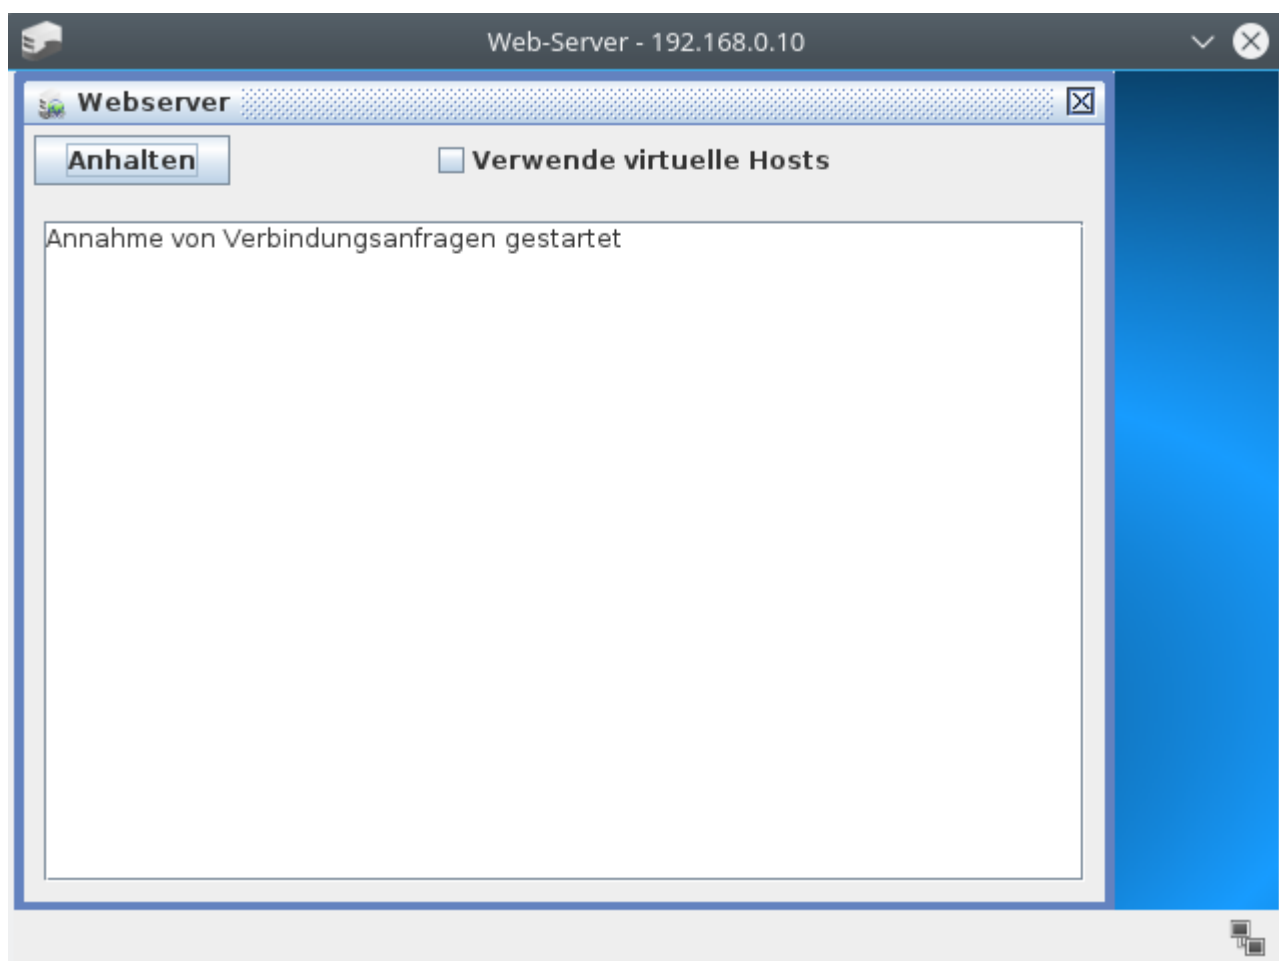 Web-Server - 192.168.0.10
Webserver
Anhalten
Verwende virtuelle Hosts
Annahme von Verbindungsanfragen gestartet